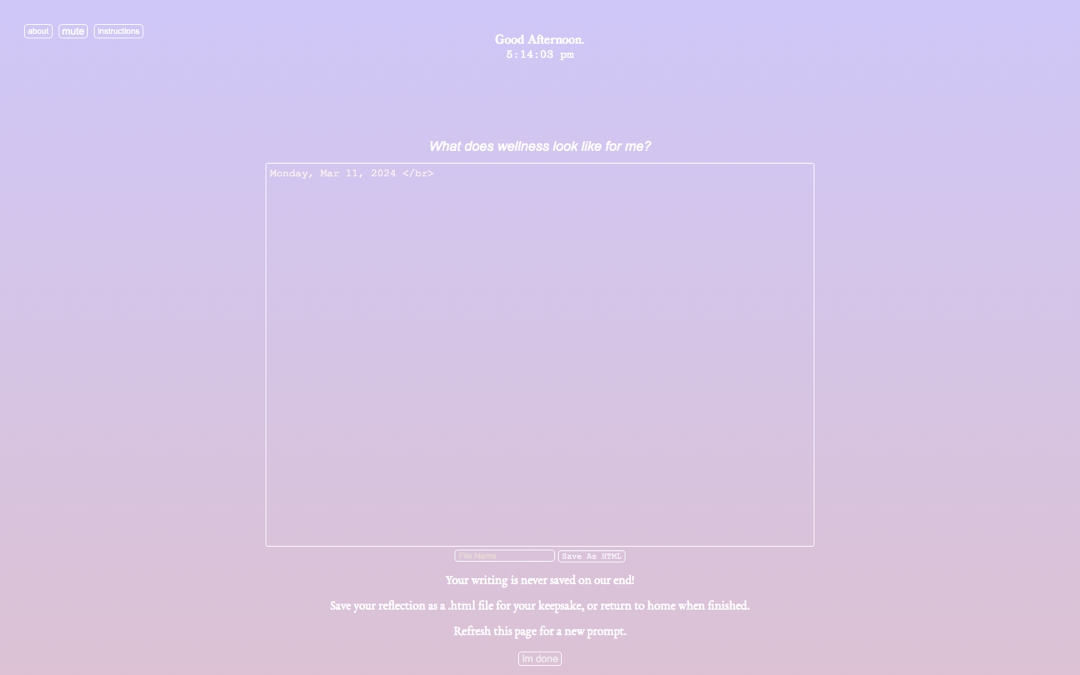 about mute instructions
Good Afternoon.
5:14:03 pm
What does wellness look like for me?
Monday, Mar 11, 2024 </br>
File Name Save As HTML
Your writing is never saved on our end!
Save your reflection as a .html file for your keepsake, or return to home when finished.
Refresh this page for a new prompt.
Im done